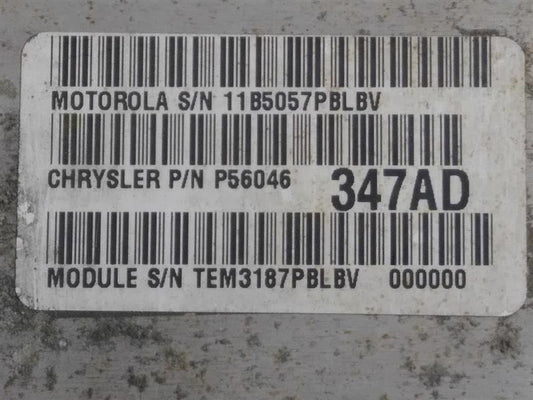 MOTOROLA S/N 11B5057PBLBV
CHRYSLER P/N P56046 347AD
MODULE S/N TEM3187PBLBV 000000